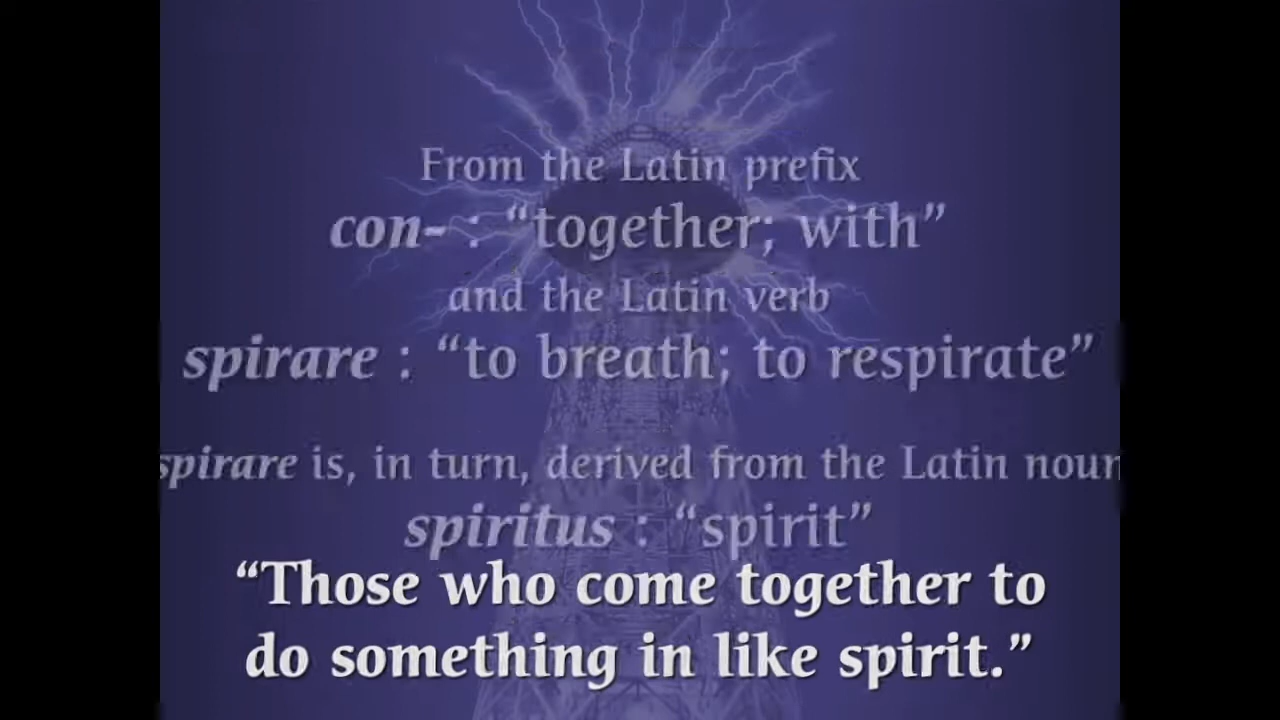 From the Latin prefix
con- : “together; with”
and the Latin verb
spirare : “to breath; to respirate”
spirare is, in turn, derived from the Latin noun
spiritus : “spirit”
“Those who come together to
do something in like spirit.”